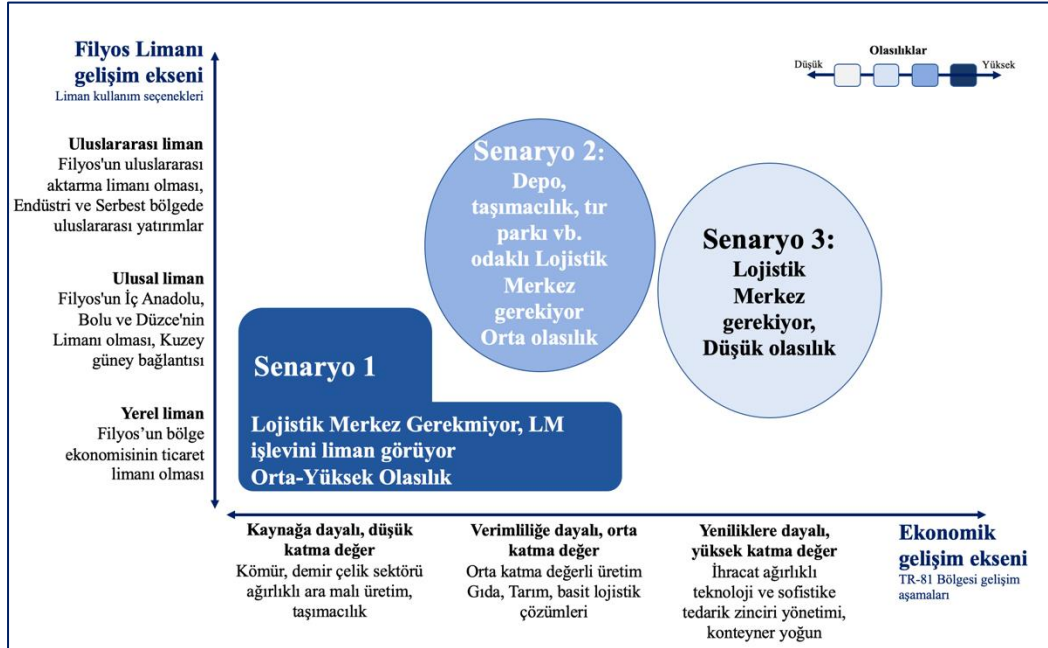 Filyos Limanı
gelişim ekseni
Liman kullanım seçenekleri
Olasılıklar
Düşük
Yüksek
Uluslararası liman
Filyos'un uluslararası
aktarma limanı olması,
Endüstri ve Serbest bölgede
uluslararası yatırımlar
Ulusal liman
Filyos'un İç Anadolu,
Bolu ve Düzce'nin
Limanı olması, Kuzey
güney bağlantısı
Yerel liman
Filyos’un bölge
ekonomisinin ticaret
limanı olması
Senaryo 1
Lojistik Merkez Gerekmiyor, LM
işlevini liman görüyor
Orta-Yüksek Olasılık
Senaryo 2:
Depo,
taşımacılık, tır
parkı vb.
odaklı Lojistik
Merkez
gerekiyor
Orta olasılık
Senaryo 3:
Lojistik
Merkez
gerekiyor,
Düşük olasılık
Kaynağa dayalı, düşük
katma değer
Kömür, demir çelik sektörü
ağırlıklı ara malı üretim,
taşımacılık
Verimliliğe dayalı, orta
katma değer
Orta katma değerli üretim
Gıda, Tarım, basit lojistik
çözümleri
Yeniliklere dayalı,
yüksek katma değer
İhracat ağırlıklı
teknoloji ve sofistike
tedarik zinciri yönetimi,
konteyner yoğun
Ekonomik
gelişim ekseni
TR-81 Bölgesi gelişim
aşamaları